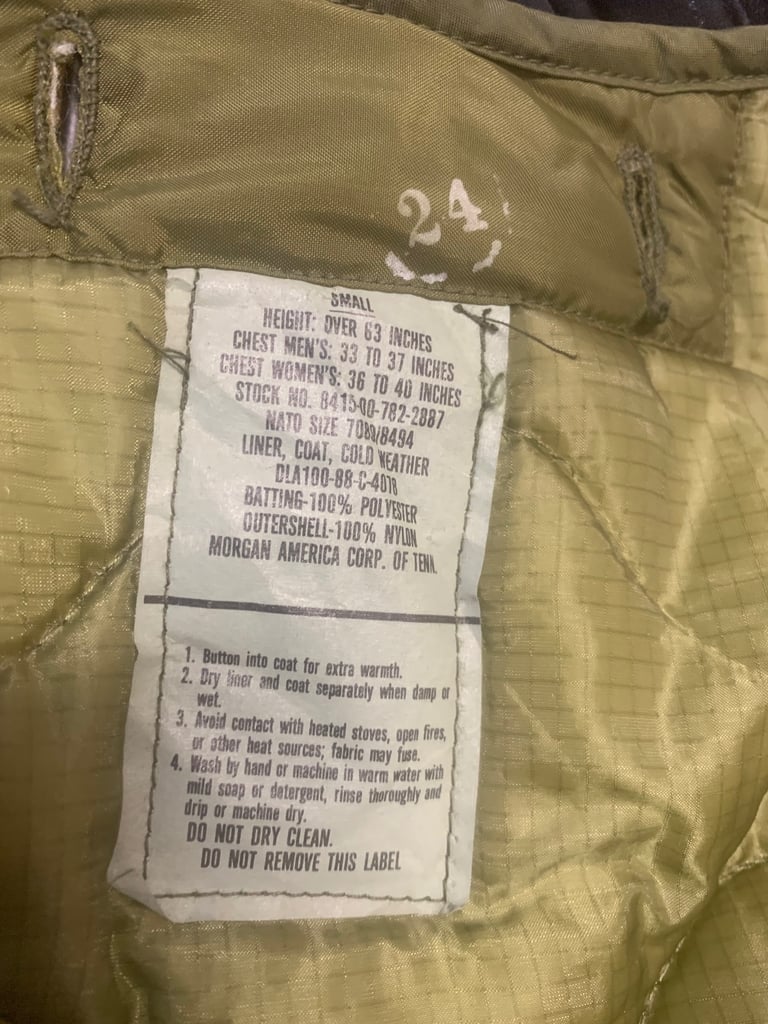 24
SMALL
HEIGHT: OVER 63 INCHES
CHEST MEN'S: 33 TO 37 INCHES
CHEST WOMEN'S: 36 TO 40 INCHES
STOCK NO. 8415-00-782-2887
NATO SIZE 7080/8494
LINER, COAT, COLD WEATHER
DLA100-88-C-4078
BATTING-100% POLYESTER
OUTERSHELL-100% NYLON
MORGAN AMERICA CORP. OF TENN.
1. Button into coat for extra warmth.
2. Dry liner and coat separately when damp or
wet.
3. Avoid contact with heated stoves, open fires,
or other heat sources; fabric may fuse.
4. Wash by hand or machine in warm water with
mild soap or detergent, rinse thoroughly and
drip or machine dry.
DO NOT DRY CLEAN.
DO NOT REMOVE THIS LABEL